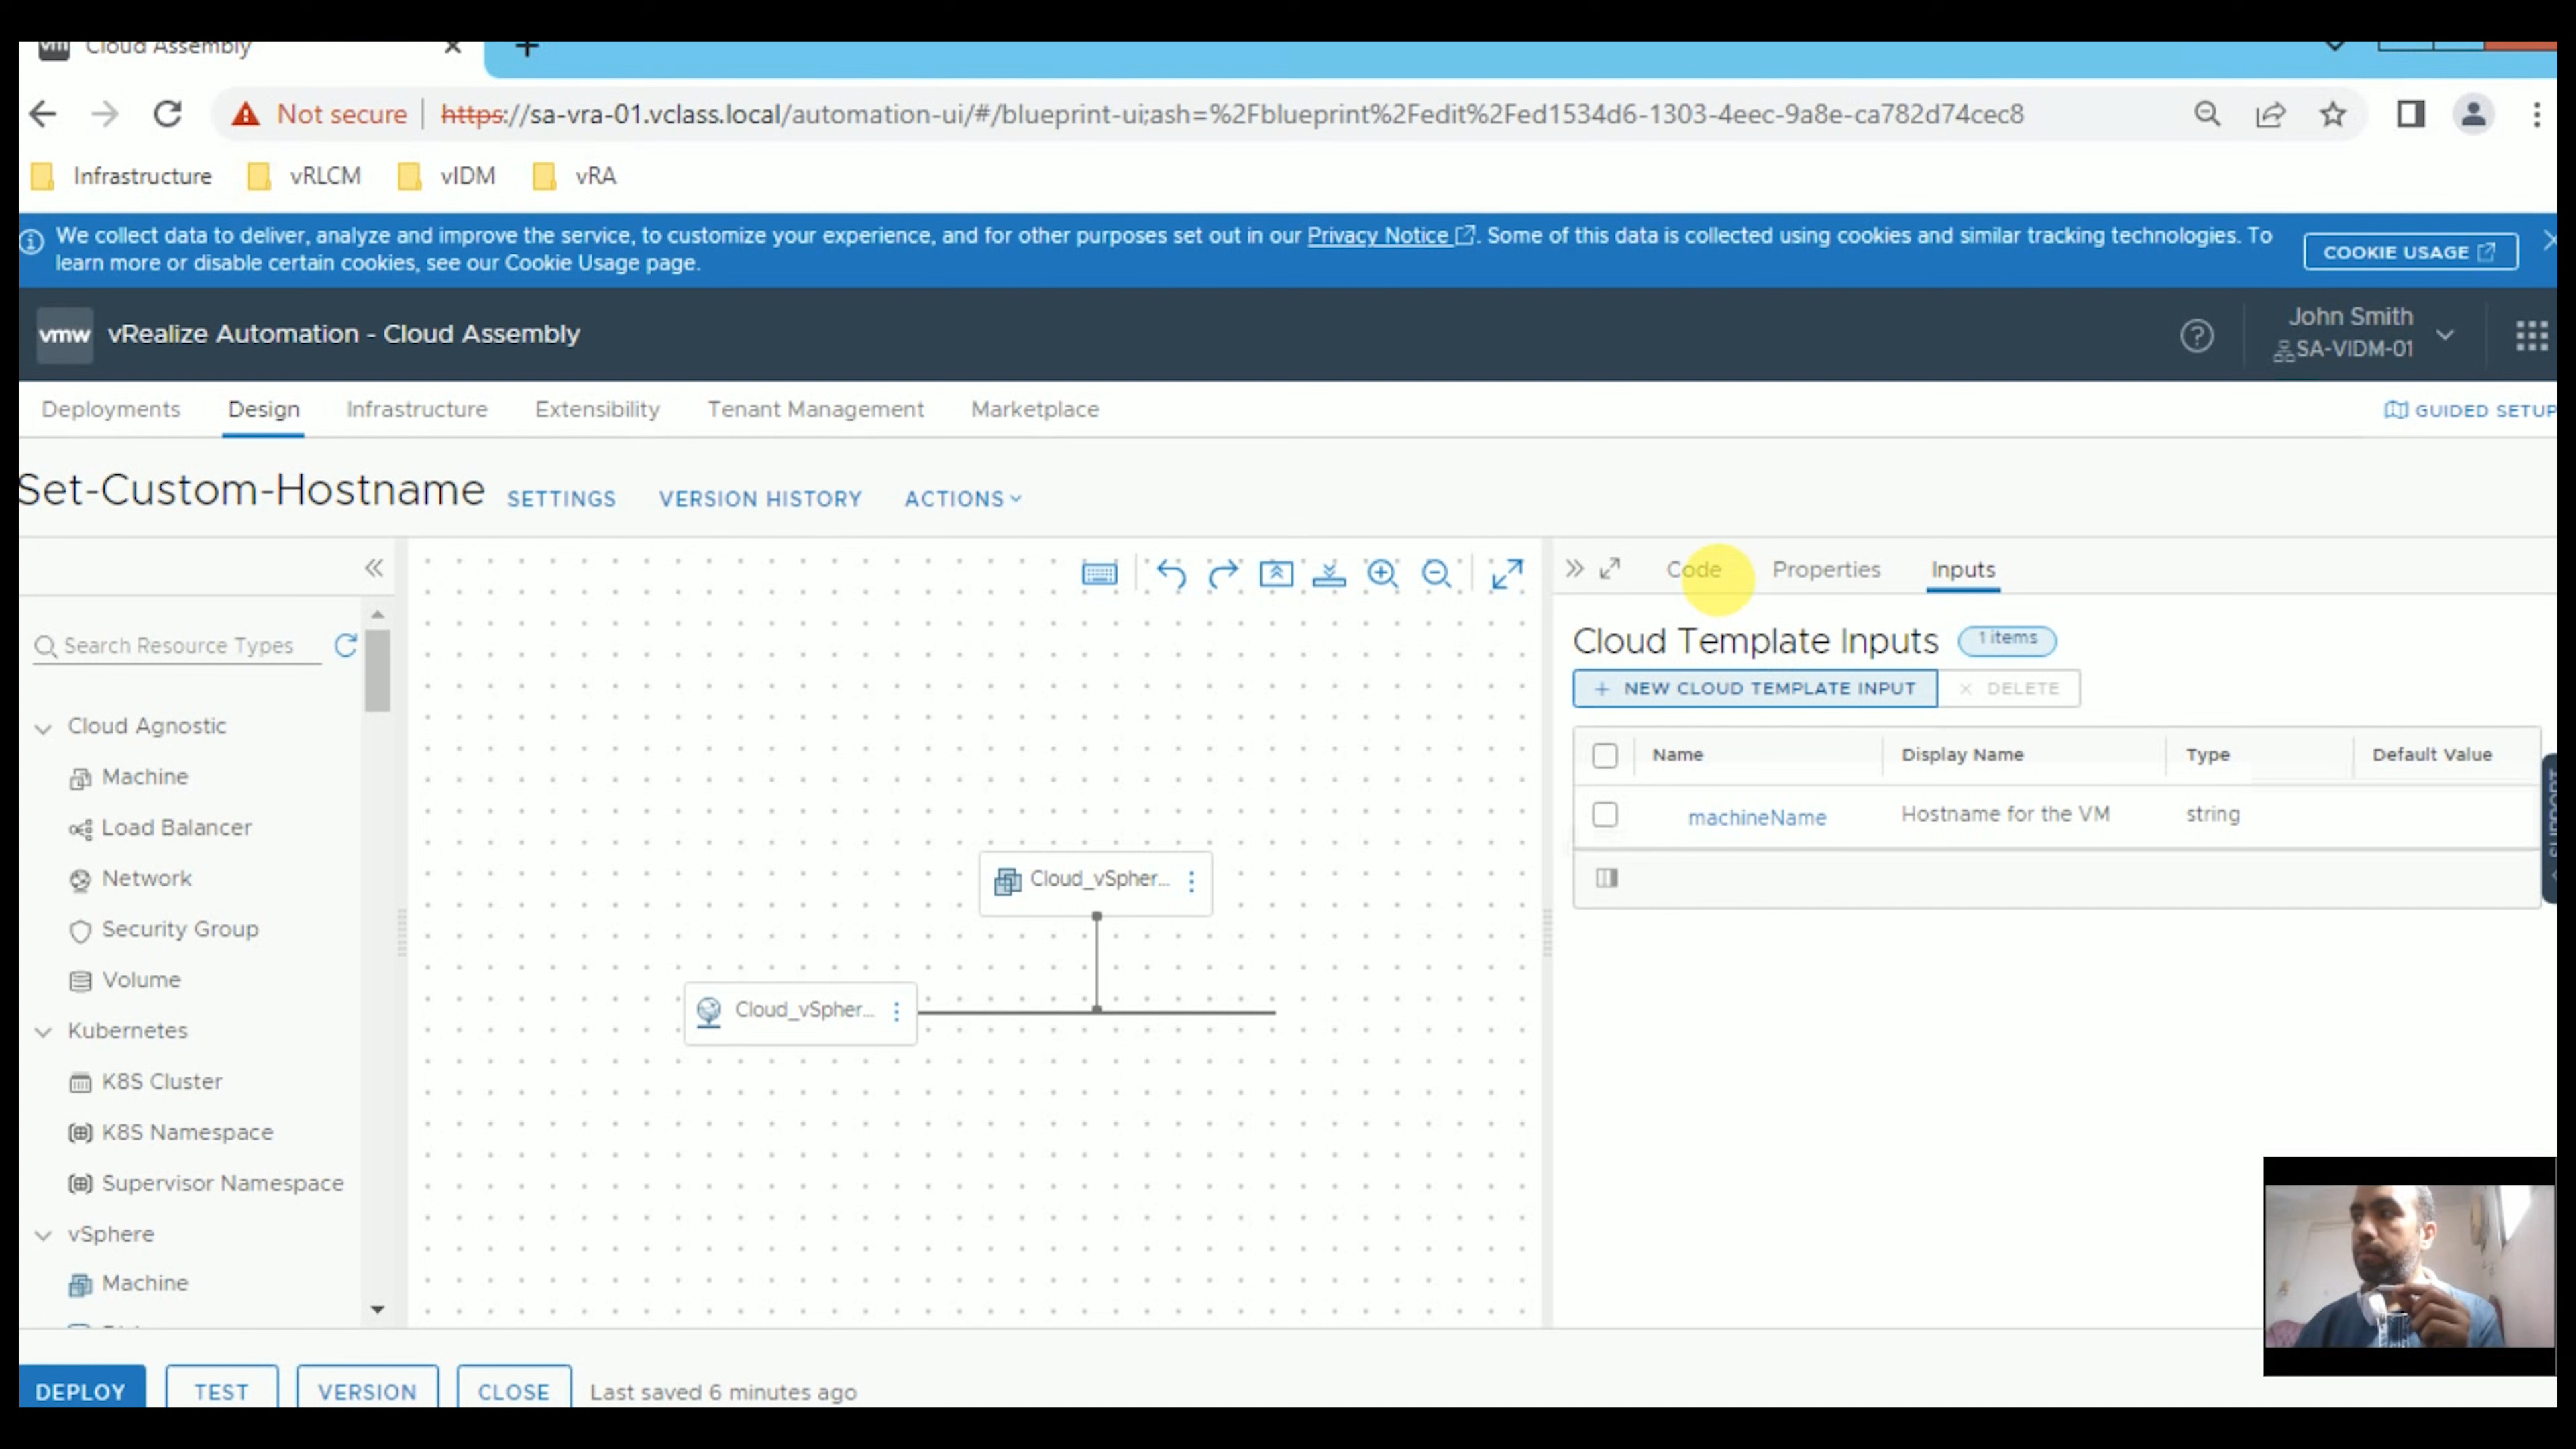 Cloud Assembly
Not secure
https://sa-vra-01.vclass.local/automation-ui/#/blueprint-ui;ash=%2Fblueprint%2Fedit%2Fed1534d6-1303-4eec-9a8e-ca782d74cec8
Infrastructure vRLCM vIDM vRA
We collect data to deliver, analyze and improve the service, to customize your experience, and for other purposes set out in our Privacy Notice. Some of this data is collected using cookies and similar tracking technologies. To
learn more or disable certain cookies, see our Cookie Usage page.
COOKIE USAGE
vmw vRealize Automation - Cloud Assembly
John Smith
SA-VIDM-01
Deployments Design Infrastructure Extensibility Tenant Management Marketplace
GUIDED SETUP
Set-Custom-Hostname SETTINGS VERSION HISTORY ACTIONS
Search Resource Types
Cloud Agnostic
Machine
Load Balancer
Network
Security Group
Volume
Kubernetes
K8S Cluster
K8S Namespace
Supervisor Namespace
vSphere
Machine
Cloud_vSpher...
Cloud_vSpher...
Code Properties Inputs
Cloud Template Inputs 1 items
+ NEW CLOUD TEMPLATE INPUT × DELETE
Name Display Name Type Default Value
machineName Hostname for the VM string
SUPPORT
DEPLOY TEST VERSION CLOSE Last saved 6 minutes ago